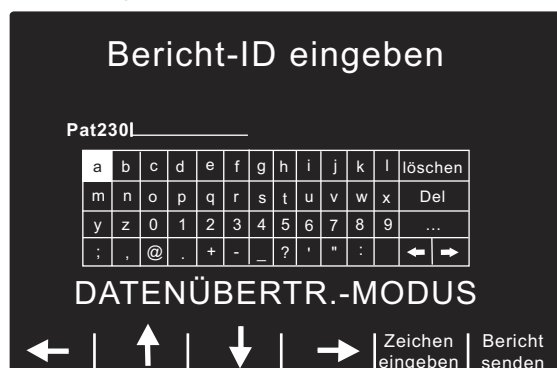 Bericht-ID eingeben
Pat230
a b c d e f g h i j k l löschen
m n o p q r s t u v w x Del
y z 0 1 2 3 4 5 6 7 8 9 ...
; , @ . + - _ ? ' " :
DATENÜBERTR.-MODUS
Zeichen eingeben
Bericht senden